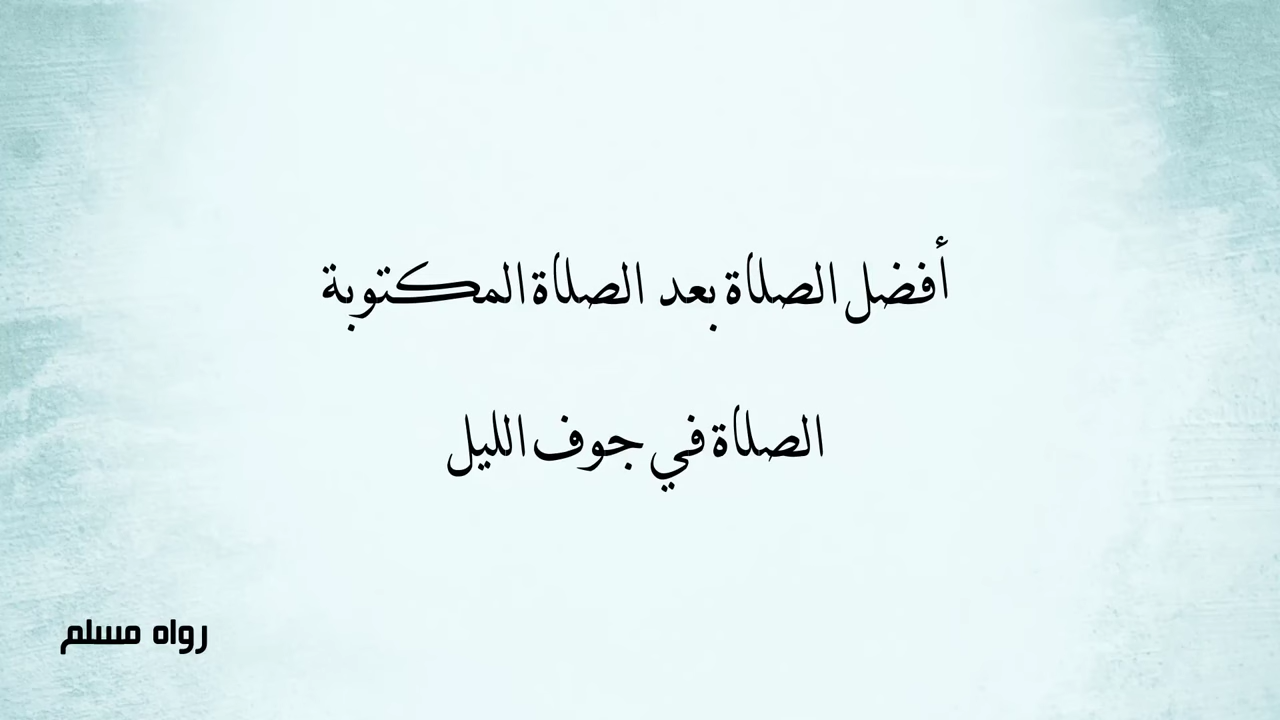 أفضل الصلاة بعد الصلاة المكتوبة
الصلاة في جوف الليل
رواه مسلم